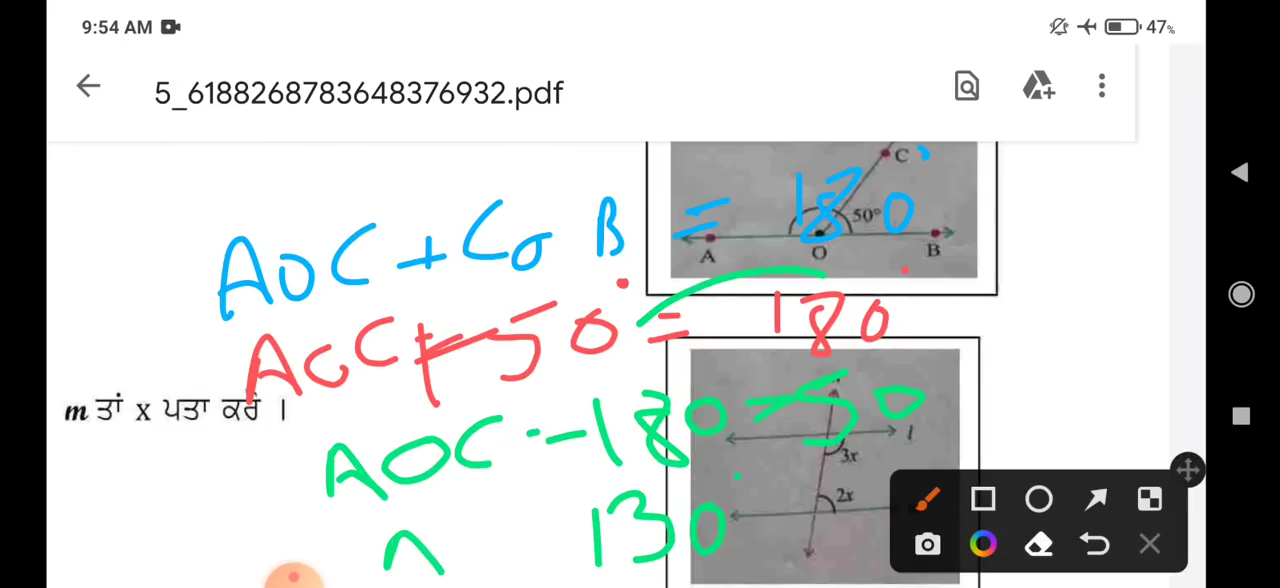 9:54 AM 47%
5_6188268783648376932.pdf
C
50°
A O B
AOC + COB = 180
AOC + 50 = 180
m ਤਾਂ x ਪਤਾ ਕਰੋ ।
AOC = 180 - 50
l
3x
2x
130